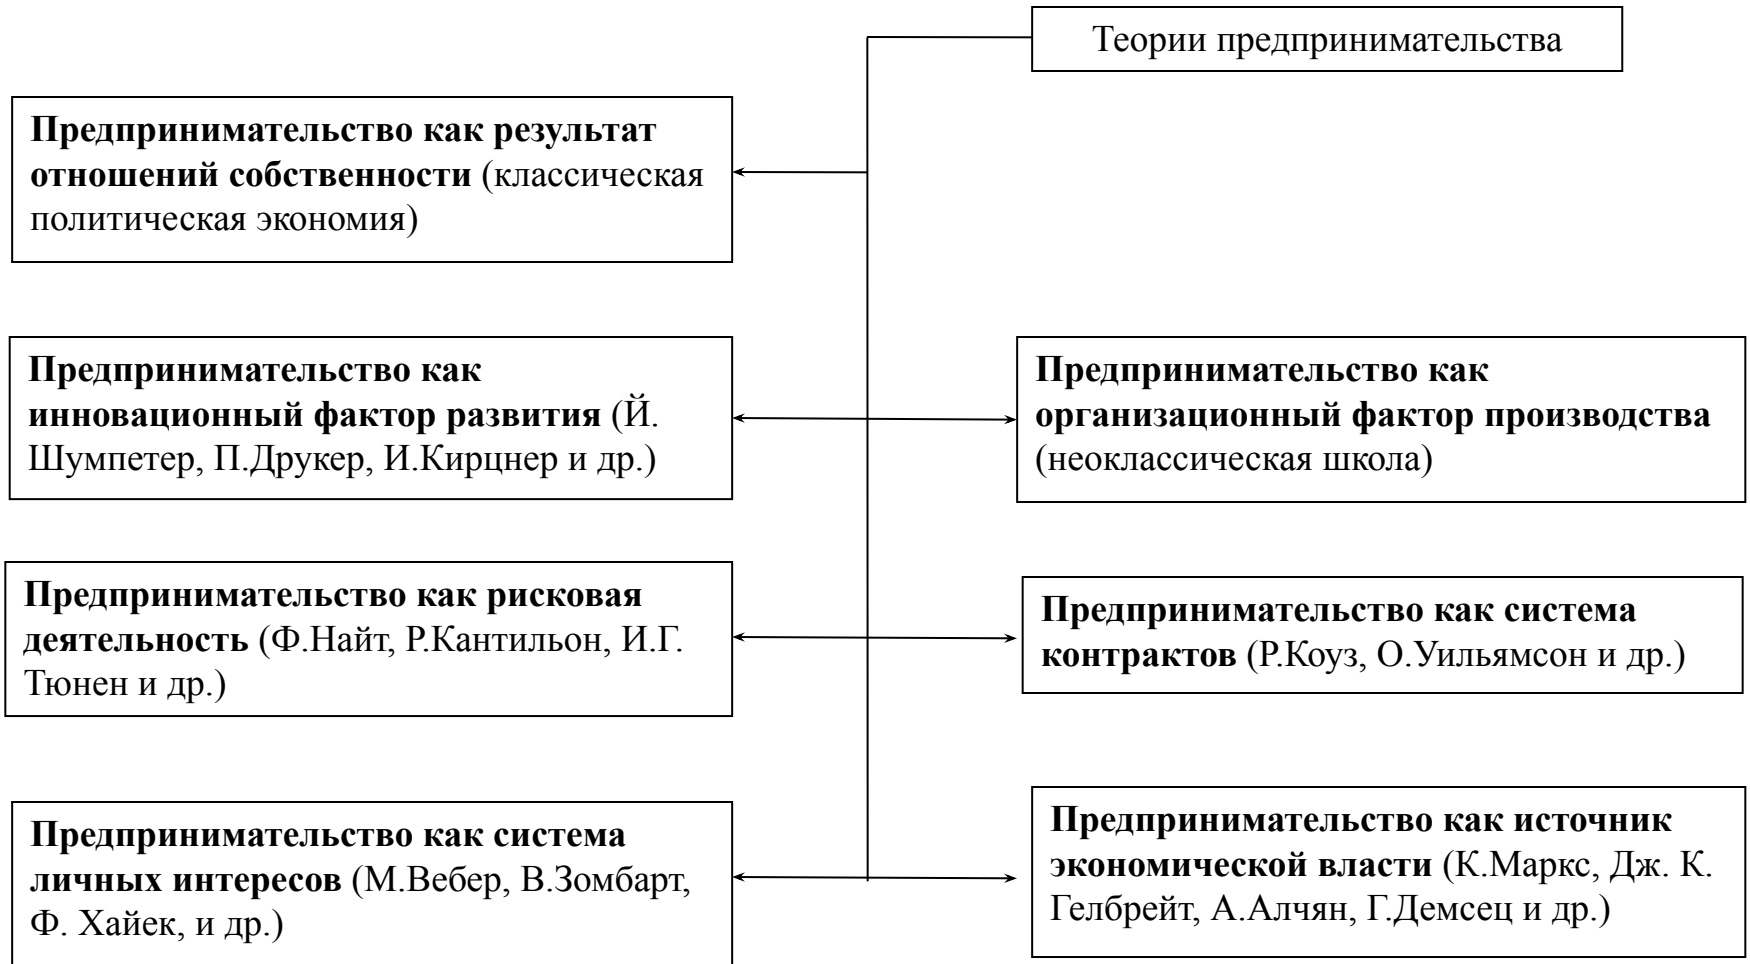 Теории предпринимательства
Предпринимательство как результат
отношений собственности (классическая
политическая экономия)
Предпринимательство как
инновационный фактор развития (Й.
Шумпетер, П.Друкер, И.Кирцнер и др.)
Предпринимательство как
организационный фактор производства
(неоклассическая школа)
Предпринимательство как рисковая
деятельность (Ф.Найт, Р.Кантильон, И.Г.
Тюнен и др.)
Предпринимательство как система
контрактов (Р.Коуз, О.Уильямсон и др.)
Предпринимательство как система
личных интересов (М.Вебер, В.Зомбарт,
Ф. Хайек, и др.)
Предпринимательство как источник
экономической власти (К.Маркс, Дж. К.
Гелбрейт, А.Алчян, Г.Демсец и др.)